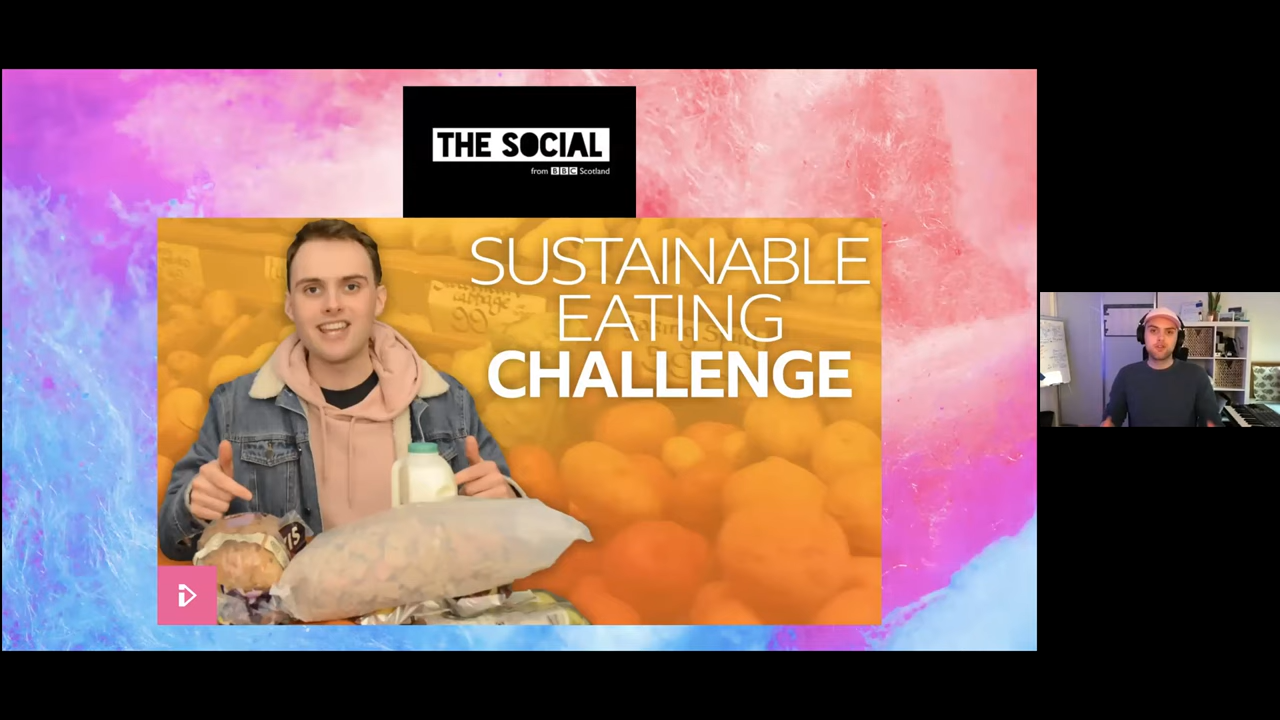 THE SOCIAL
from BBC Scotland
SUSTAINABLE
EATING
CHALLENGE